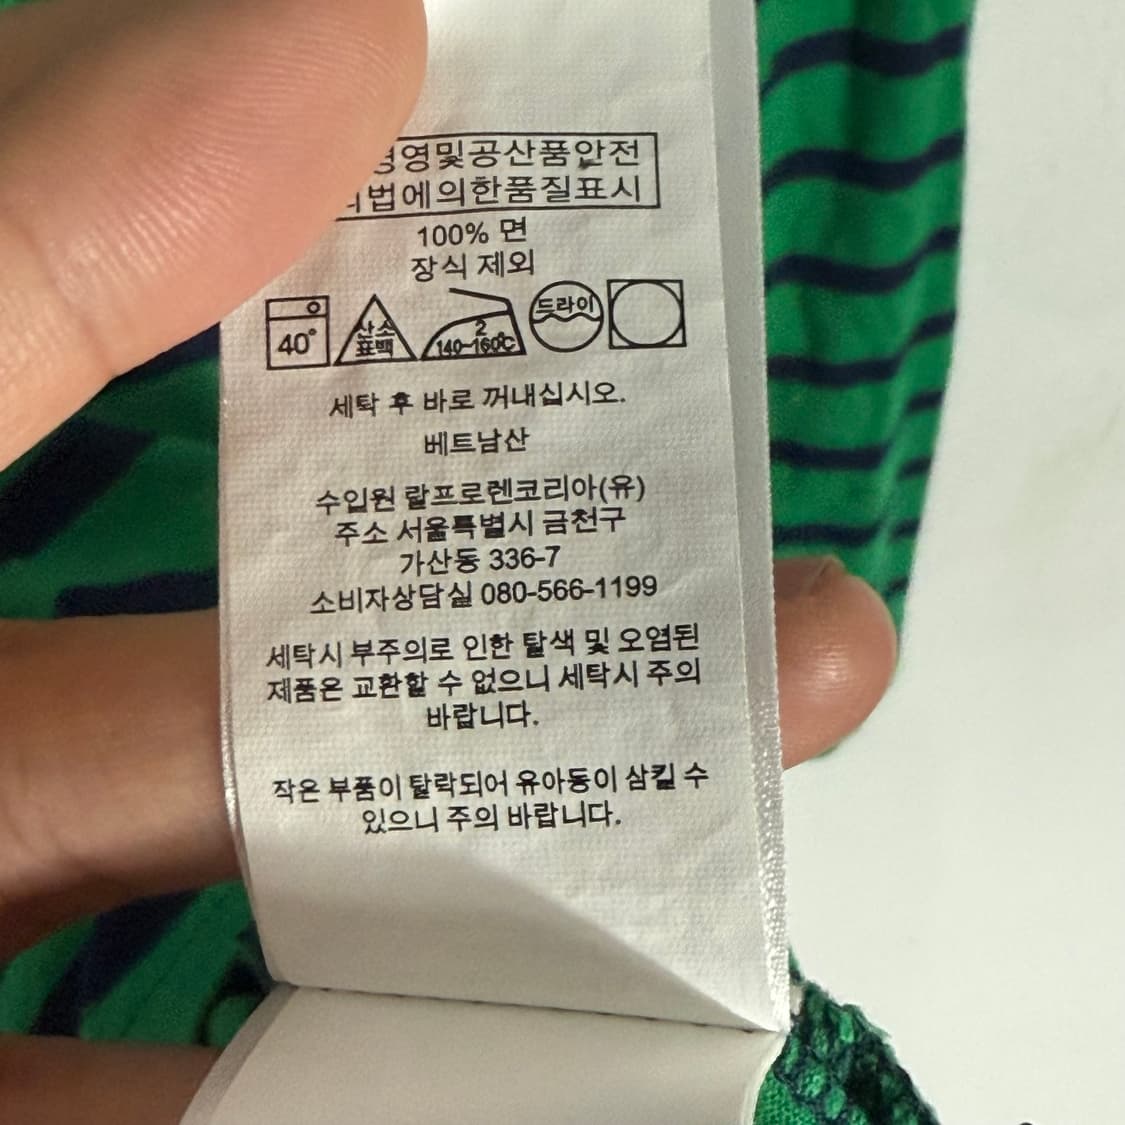 영및공산품안전
법에의한품질표시
100% 면
장식 제외
40° 산소 표백 2 140~160℃ 드라이
세탁 후 바로 꺼내십시오.
베트남산
수입원 랄프로렌코리아(유)
주소 서울특별시 금천구
가산동 336-7
소비자상담실 080-566-1199
세탁시 부주의로 인한 탈색 및 오염된
제품은 교환할 수 없으니 세탁시 주의
바랍니다.
작은 부품이 탈락되어 유아동이 삼킬 수
있으니 주의 바랍니다.